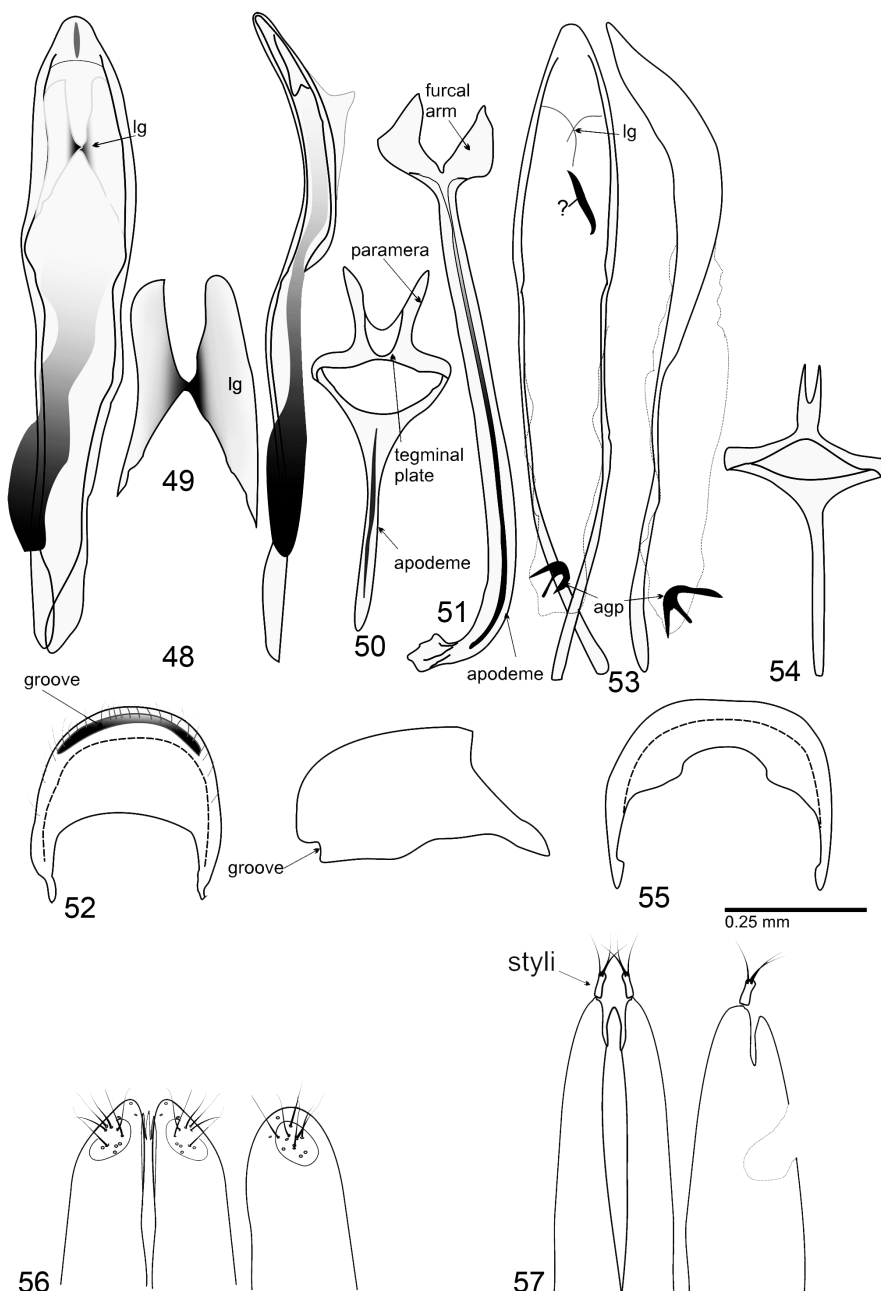 lg
furcal
arm
lg
?
paramera
lg
49
tegminal
plate
apodeme
agp
51
50
apodeme
48
53
54
groove
groove
52
55
0.25 mm
styli
56
57